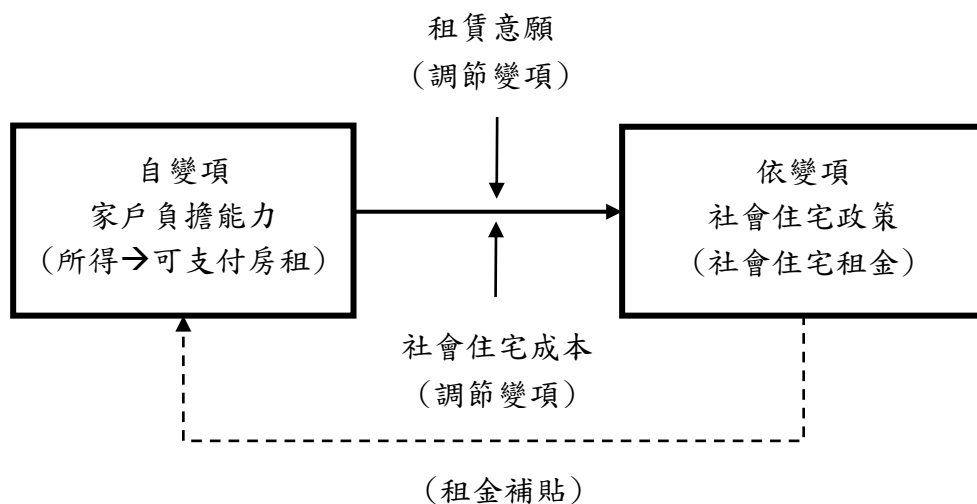 租賃意願
（調節變項）
自變項
家戶負擔能力
（所得→可支付房租）
依變項
社會住宅政策
（社會住宅租金）
社會住宅成本
（調節變項）
（租金補貼）